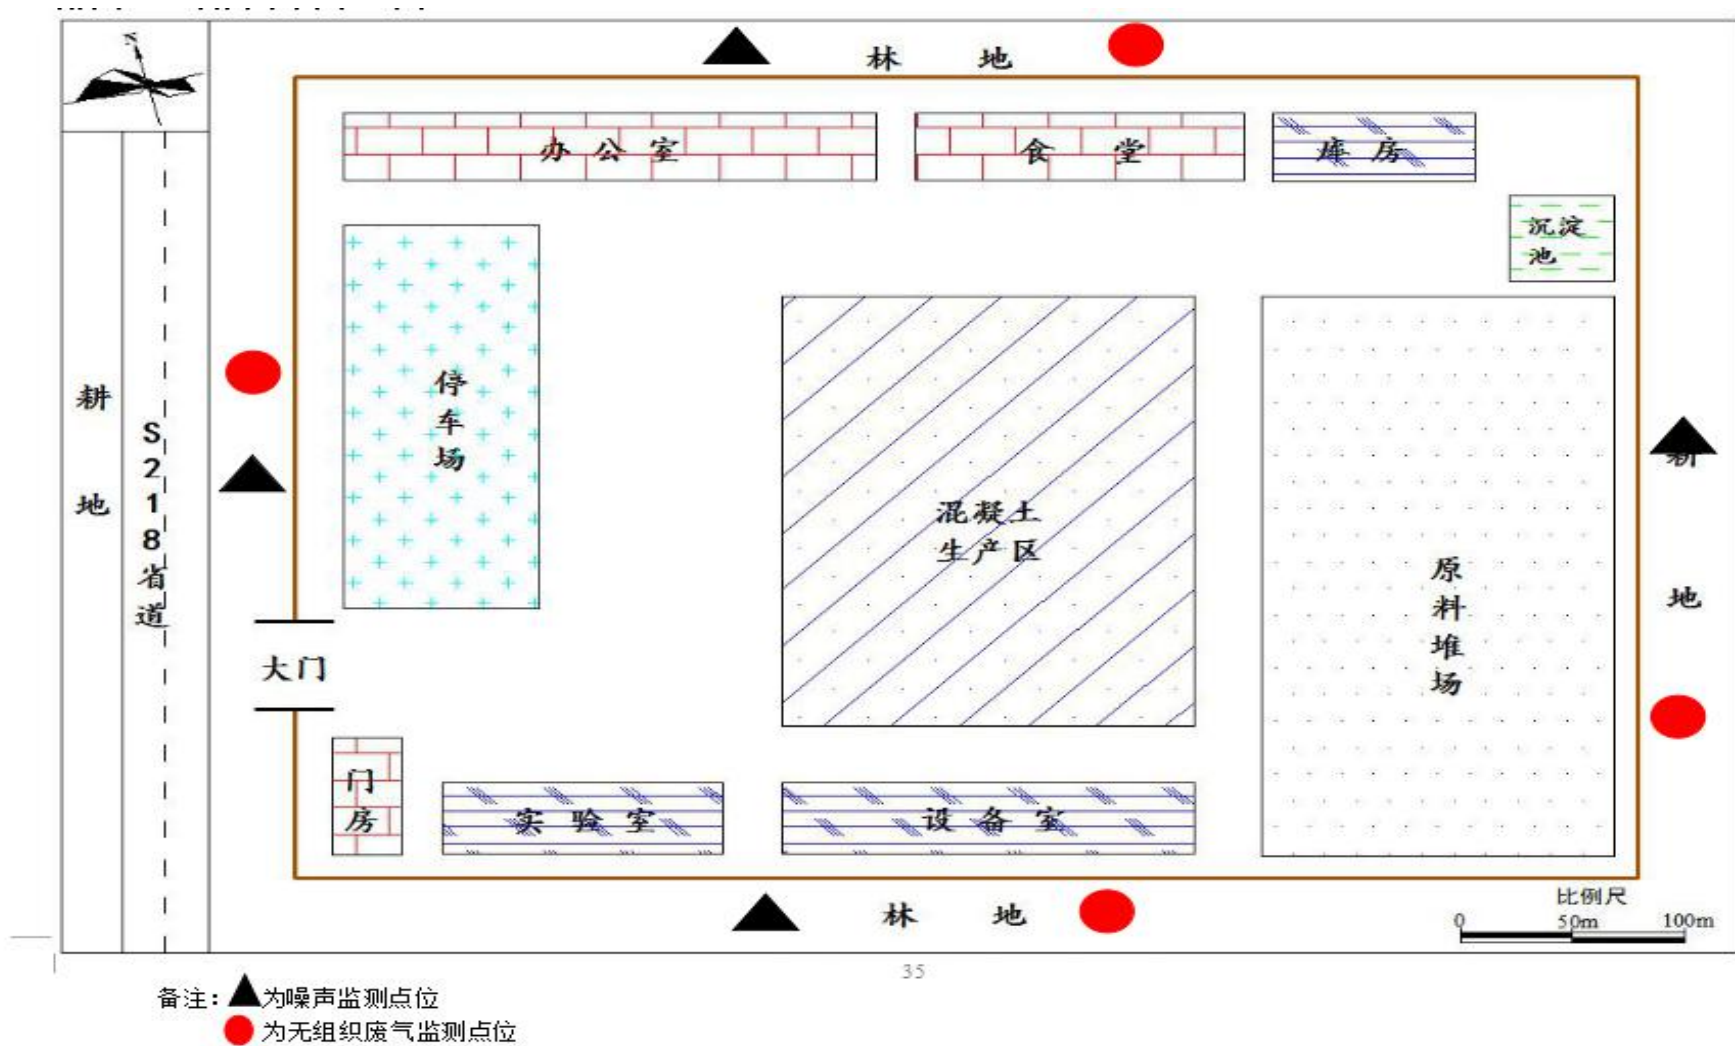 N
林 地
办公室
食堂
库房
沉淀
池
停
车
场
耕
地
S
2
1
8
省
道
混凝土
生产区
原
料
堆
场
耕
地
大门
门
房
实验室
设备室
林 地
比例尺
0 50m 100m
35
备注：▲为噪声监测点位
●为无组织废气监测点位